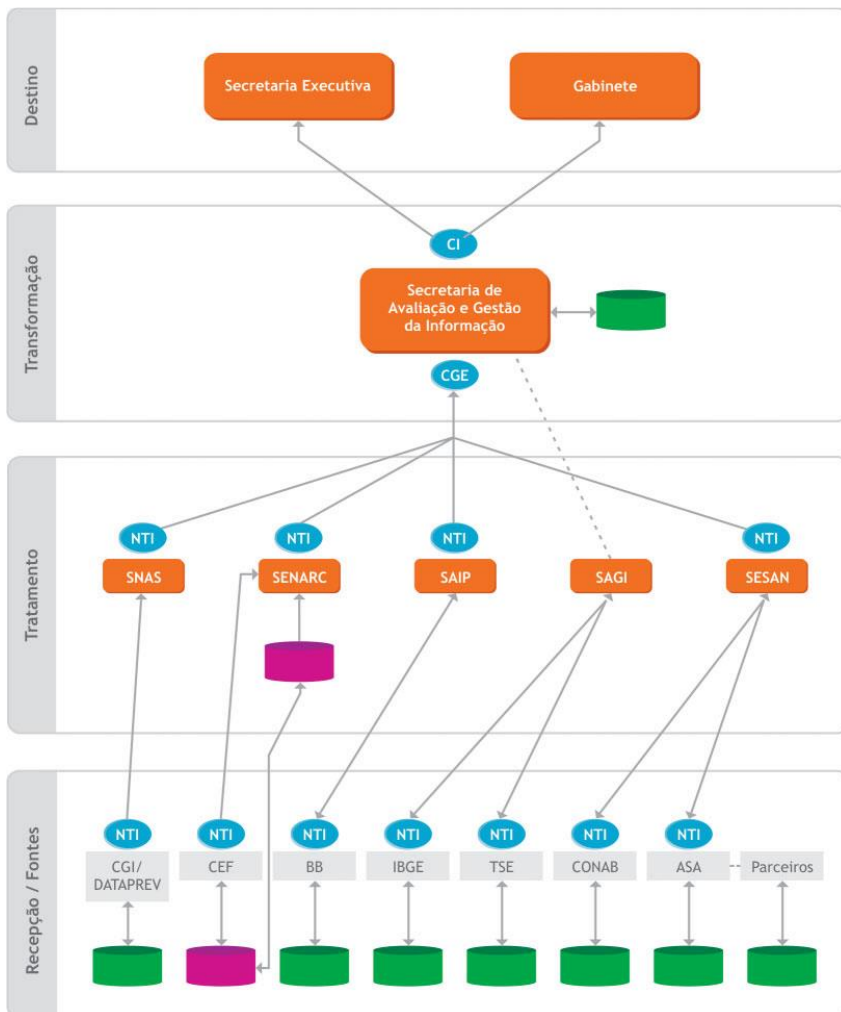 Destino
Secretaria Executiva
Gabinete
Transformação
CI
Secretaria de
Avaliação e Gestão
da Informação
CGE
Tratamento
NTI
NTI
NTI
NTI
SNAS
SENARC
SAIP
SAGI
SESAN
Recepção / Fontes
NTI
NTI
NTI
NTI
NTI
NTI
NTI
CGI/
DATAPREV
CEF
BB
IBGE
TSE
CONAB
ASA
Parceiros